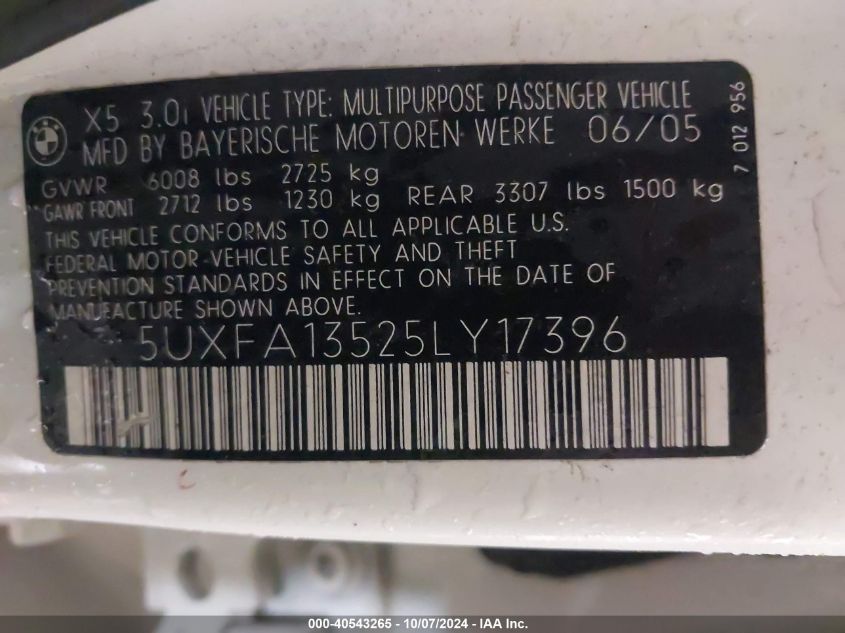 X5 3.0i VEHICLE TYPE: MULTIPURPOSE PASSENGER VEHICLE
MFD BY BAYERISCHE MOTOREN WERKE 06/05
GVWR 6008 lbs 2725 kg
GAWR FRONT 2712 lbs 1230 kg REAR 3307 lbs 1500 kg
THIS VEHICLE CONFORMS TO ALL APPLICABLE U.S.
FEDERAL MOTOR VEHICLE SAFETY AND THEFT
PREVENTION STANDARDS IN EFFECT ON THE DATE OF
MANUFACTURE SHOWN ABOVE.
5UXFA13525LY17396
7 012 956
000-40543265 - 10/07/2024 - IAA Inc.